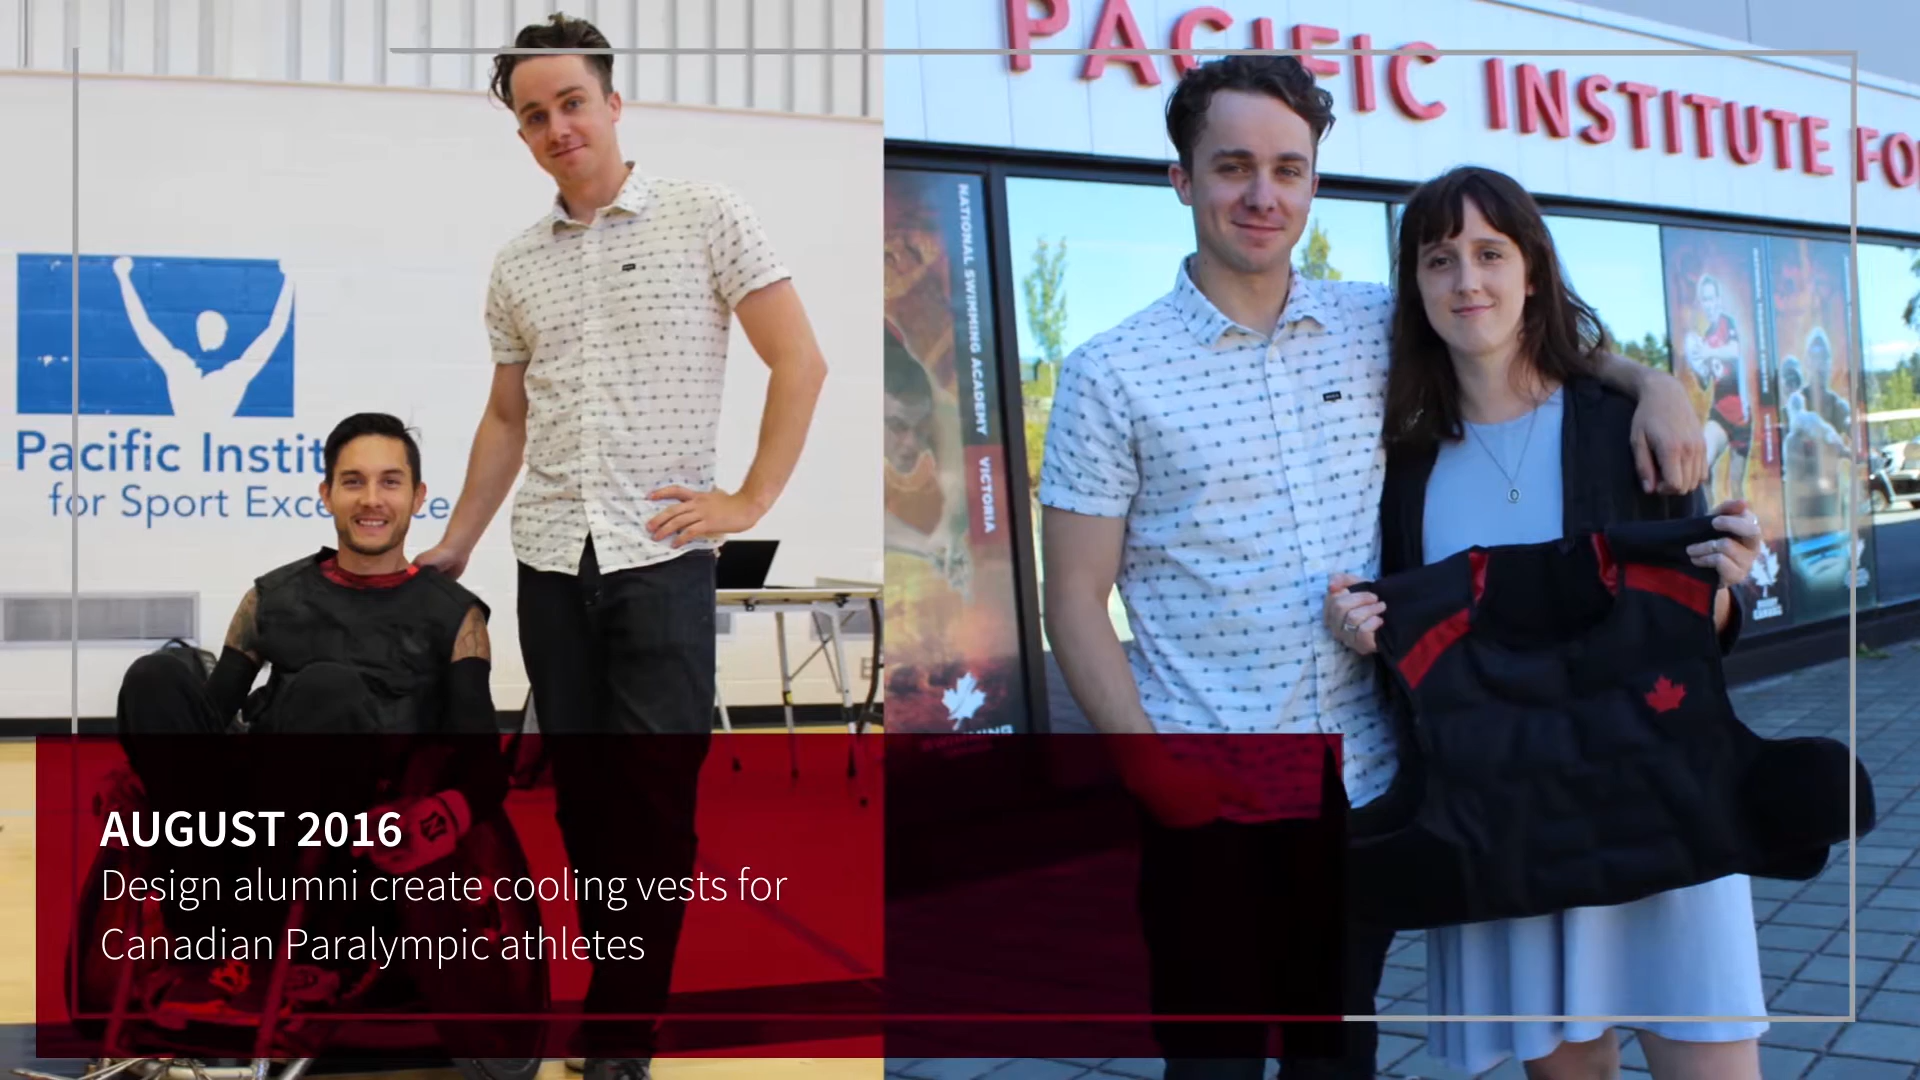 PACIFIC INSTITUTE FO
NATIONAL SWIMMING ACADEMY VICTORIA
Pacific Instit
for Sport Exce ce
AUGUST 2016
Design alumni create cooling vests for
Canadian Paralympic athletes